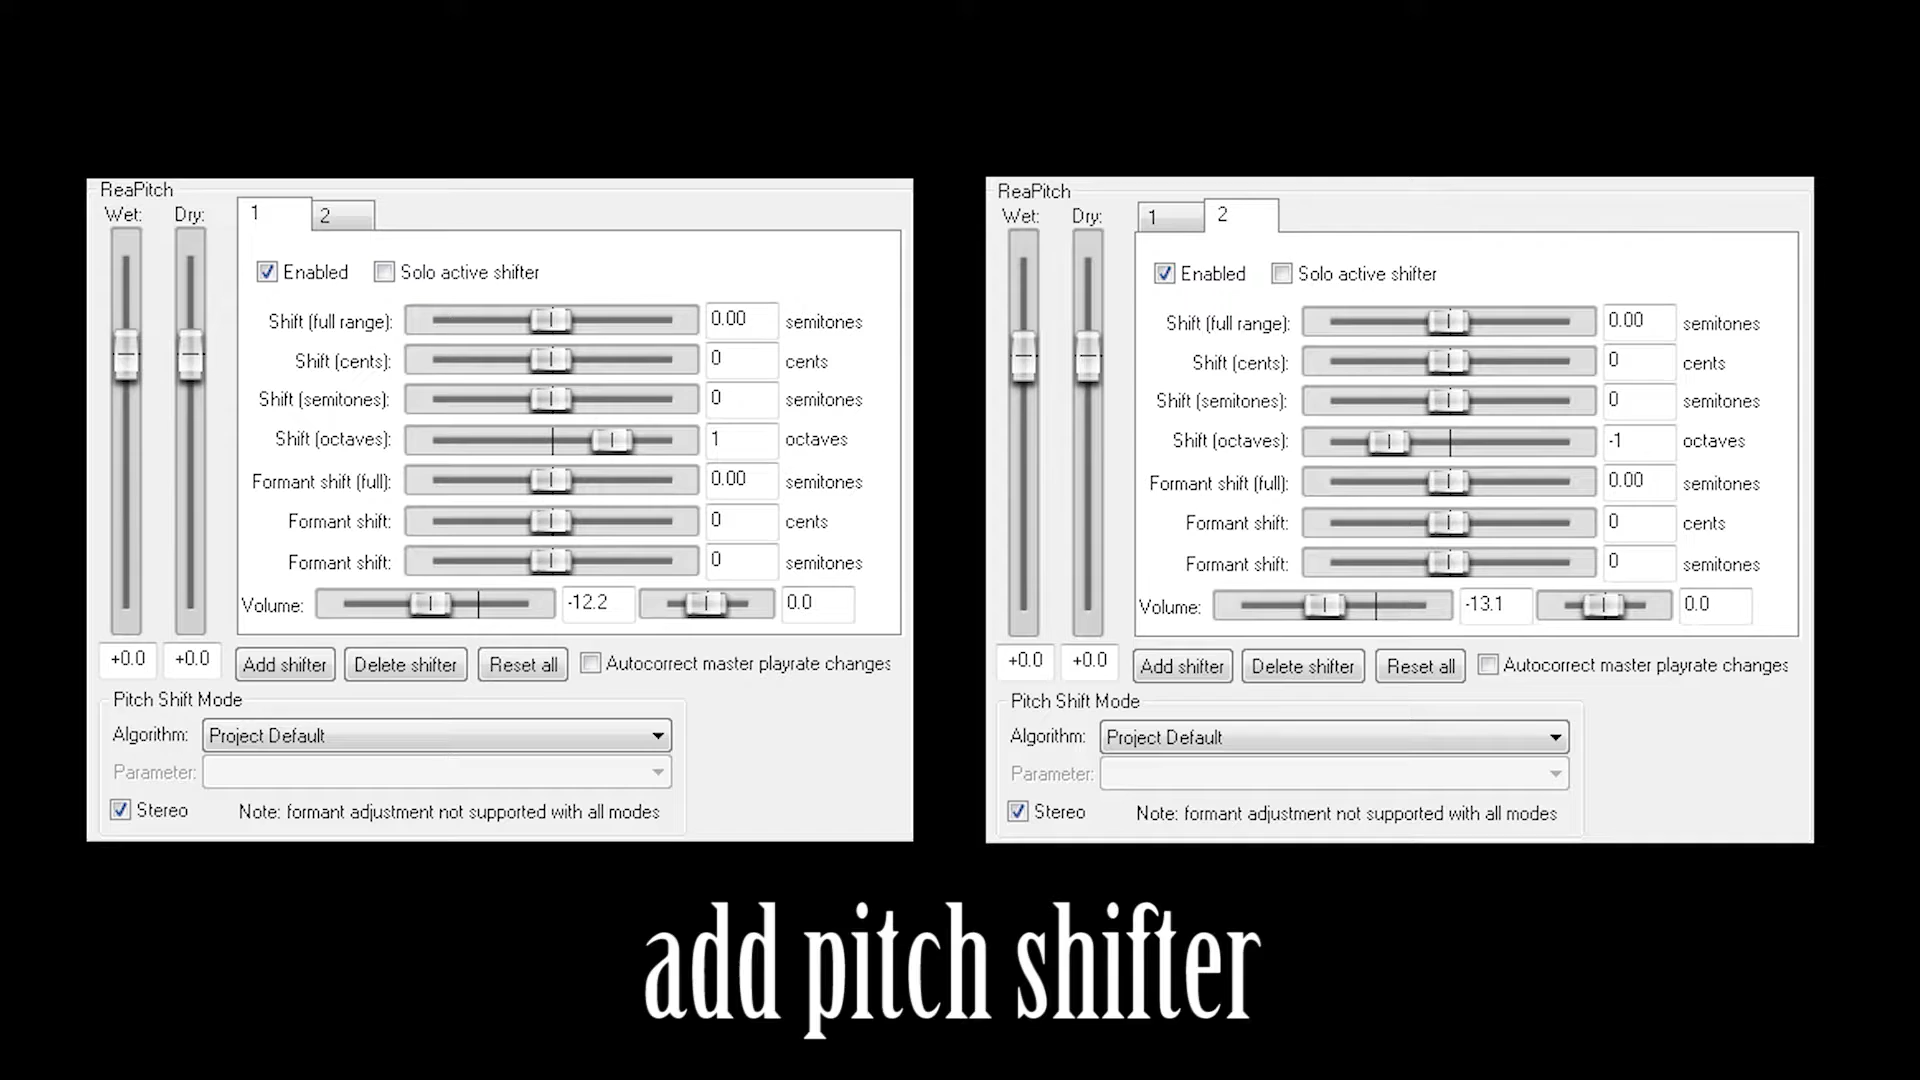 ReaPitch
Wet: Dry: 1 2
Enabled Solo active shifter
Shift (full range): 0.00 semitones
Shift (cents): 0 cents
Shift (semitones): 0 semitones
Shift (octaves): 1 octaves
Formant shift (full): 0.00 semitones
Formant shift: 0 cents
Formant shift: 0 semitones
Volume: -12.2 0.0
+0.0 +0.0 Add shifter Delete shifter Reset all Autocorrect master playrate changes
Pitch Shift Mode
Algorithm: Project Default
Parameter:
Stereo Note: formant adjustment not supported with all modes
ReaPitch
Wet: Dry: 1 2
Enabled Solo active shifter
Shift (full range): 0.00 semitones
Shift (cents): 0 cents
Shift (semitones): 0 semitones
Shift (octaves): -1 octaves
Formant shift (full): 0.00 semitones
Formant shift: 0 cents
Formant shift: 0 semitones
Volume: -13.1 0.0
+0.0 +0.0 Add shifter Delete shifter Reset all Autocorrect master playrate changes
Pitch Shift Mode
Algorithm: Project Default
Parameter:
Stereo Note: formant adjustment not supported with all modes
add pitch shifter